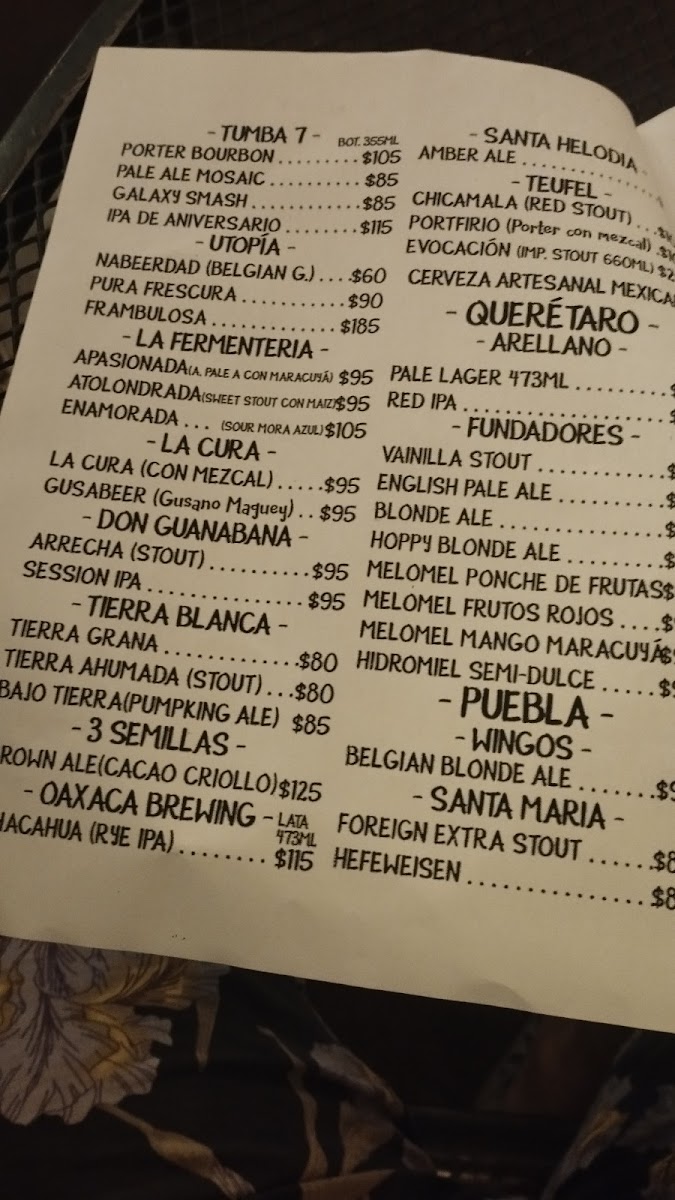 - TUMBA 7 - BOT. 355ML
PORTER BOURBON.........$105
PALE ALE MOSAIC..........$85
GALAXY SMASH............$85
IPA DE ANIVERSARIO........$115
- UTOPÍA -
NABEERDAD (BELGIAN G.)....$60
PURA FRESCURA...........$90
FRAMBULOSA.............$185
- LA FERMENTERIA -
APASIONADA(A. PALE A CON MARACUYÁ) $95
ATOLONDRADA(SWEET STOUT CON MAIZ)$95
ENAMORADA... (SOUR MORA AZUL)$105
- LA CURA -
LA CURA (CON MEZCAL).....$95
GUSABEER (Gusano Maguey)..$95
- DON GUANABANA -
ARRECHA (STOUT)..........$95
SESSION IPA...............$95
- TIERRA BLANCA -
TIERRA GRANA............$80
TIERRA AHUMADA (STOUT)...$80
BAJO TIERRA(PUMPKING ALE) $85
- 3 SEMILLAS -
ROWN ALE(CACAO CRIOLLO)$125
- OAXACA BREWING - LATA 473ML
HACAHUA (RYE IPA)........$115
- SANTA HELODIA -
AMBER ALE.............
- TEUFEL -
CHICAMALA (RED STOUT)...$
PORTFIRIO (Porter con mezcal).$
EVOCACIÓN (IMP. STOUT 660ML) $2
CERVEZA ARTESANAL MEXICA
- QUERÉTARO -
- ARELLANO -
PALE LAGER 473ML.........$
RED IPA..................$
- FUNDADORES -
VAINILLA STOUT...........$
ENGLISH PALE ALE.........$
BLONDE ALE..............$
HOPPY BLONDE ALE........$
MELOMEL PONCHE DE FRUTAS$
MELOMEL FRUTOS ROJOS....$
MELOMEL MANGO MARACUYÁ$
HIDROMIEL SEMI-DULCE.....$
- PUEBLA -
- WINGOS -
BELGIAN BLONDE ALE.......$9
- SANTA MARIA -
FOREIGN EXTRA STOUT......$8
HEFEWEISEN...............$8